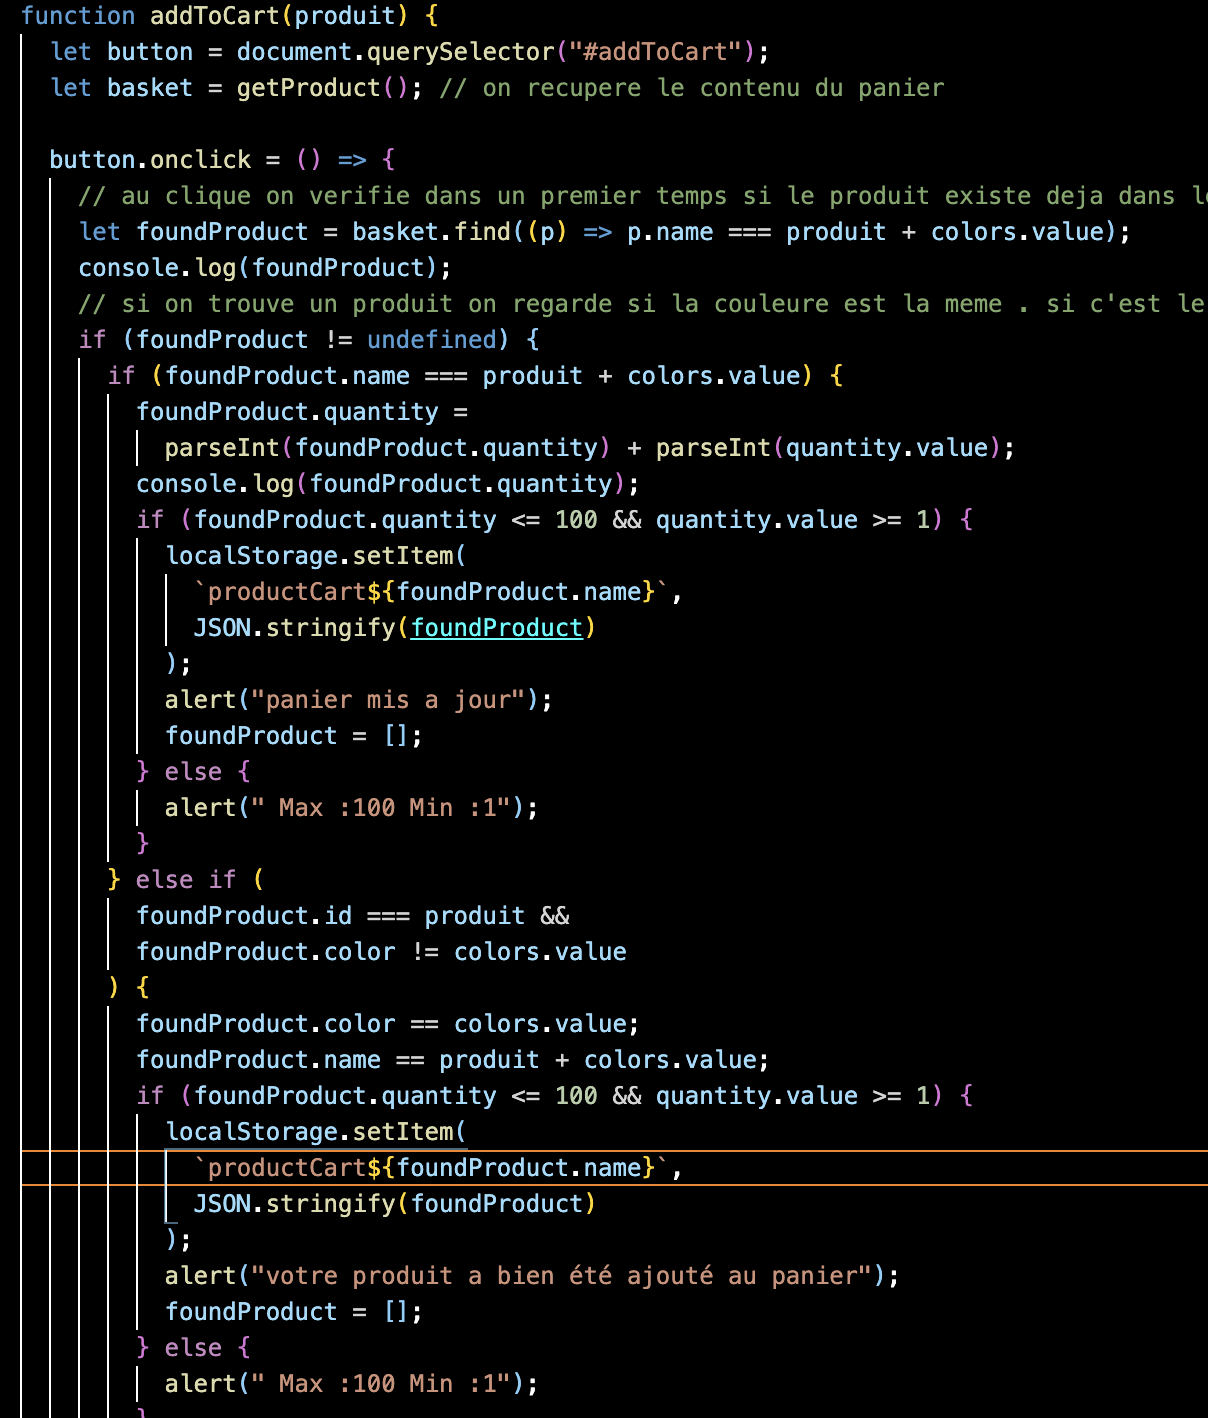 function addToCart(produit) {
let button = document.querySelector("#addToCart");
let basket = getProduct(); // on recupere le contenu du panier
button.onclick = () => {
// au clique on verifie dans un premier temps si le produit existe deja dans
let foundProduct = basket.find((p) => p.name === produit + colors.value);
console.log(foundProduct);
// si on trouve un produit on regarde si la couleure est la meme . si c'est le
if (foundProduct != undefined) {
if (foundProduct.name === produit + colors.value) {
foundProduct.quantity =
parseInt(foundProduct.quantity) + parseInt(quantity.value);
console.log(foundProduct.quantity);
if (foundProduct.quantity <= 100 && quantity.value >= 1) {
localStorage.setItem(
`productCart${foundProduct.name}`,
JSON.stringify(foundProduct)
);
alert("panier mis a jour");
foundProduct = [];
} else {
alert(" Max :100 Min :1");
}
} else if (
foundProduct.id === produit &&
foundProduct.color != colors.value
) {
foundProduct.color == colors.value;
foundProduct.name == produit + colors.value;
if (foundProduct.quantity <= 100 && quantity.value >= 1) {
localStorage.setItem(
`productCart${foundProduct.name}`,
JSON.stringify(foundProduct)
);
alert("votre produit a bien été ajouté au panier");
foundProduct = [];
} else {
alert(" Max :100 Min :1");
}